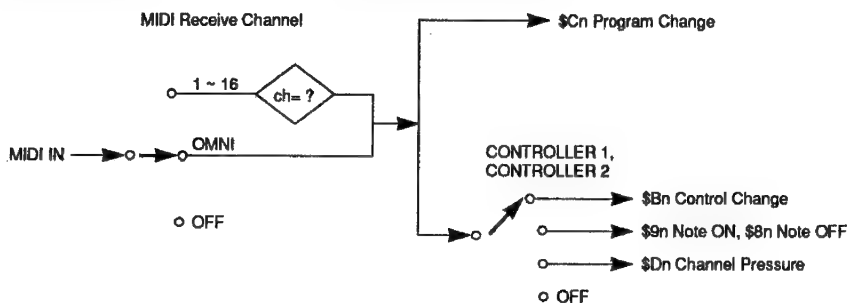 MIDI Receive Channel
$Cn Program Change
1 ~ 16
ch= ?
MIDI IN
OMNI
CONTROLLER 1,
CONTROLLER 2
$Bn Control Change
OFF
$9n Note ON, $8n Note OFF
$Dn Channel Pressure
OFF